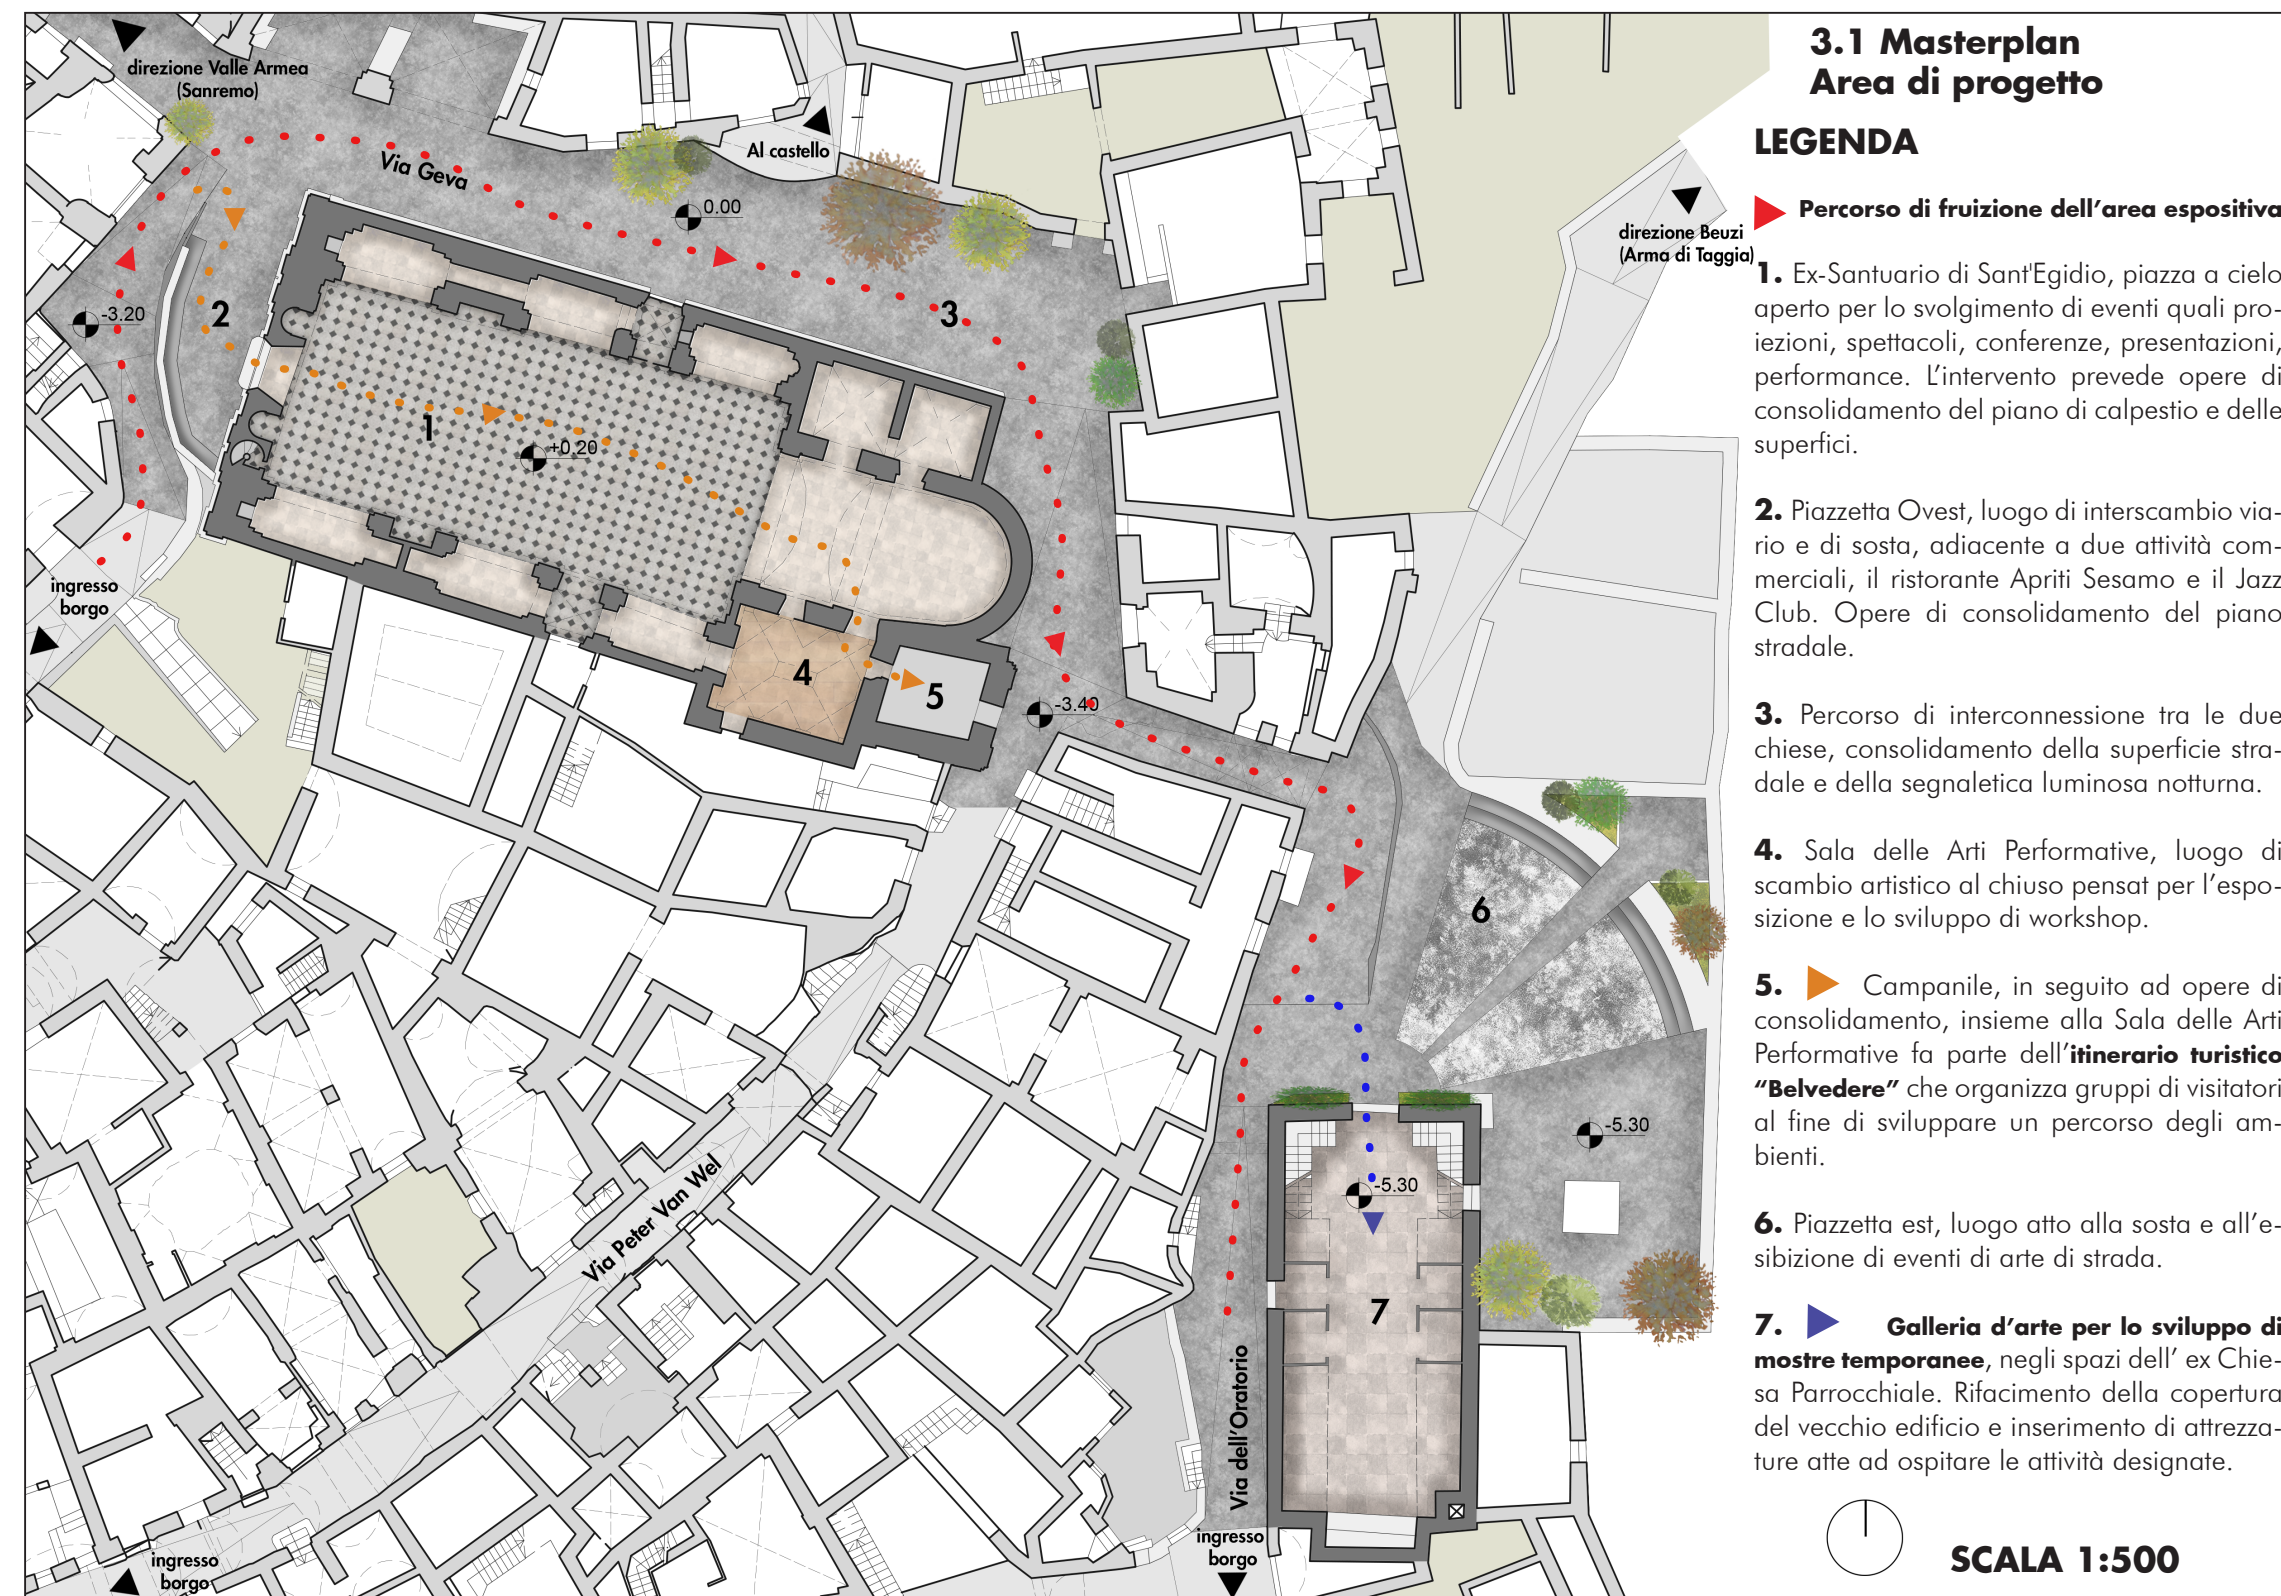 3.1 Masterplan
Area di progetto
LEGENDA
Percorso di fruizione dell'area espositiva
1. Ex-Santuario di Sant'Egidio, piazza a cielo
aperto per lo svolgimento di eventi quali pro-
iezioni, spettacoli, conferenze, presentazioni,
performance. L'intervento prevede opere di
consolidamento del piano di calpestio e delle
superfici.
2. Piazzetta Ovest, luogo di interscambio via-
rio e di sosta, adiacente a due attività com-
merciali, il ristorante Apriti Sesamo e il Jazz
Club. Opere di consolidamento del piano
stradale.
3. Percorso di interconnessione tra le due
chiese, consolidamento della superficie stra-
dale e della segnaletica luminosa notturna.
4. Sala delle Arti Performative, luogo di
scambio artistico al chiuso pensat per l'espo-
sizione e lo sviluppo di workshop.
5. Campanile, in seguito ad opere di
consolidamento, insieme alla Sala delle Arti
Performative fa parte dell'itinerario turistico
“Belvedere” che organizza gruppi di visitatori
al fine di sviluppare un percorso degli am-
bienti.
6. Piazzetta est, luogo atto alla sosta e all'e-
sibizione di eventi di arte di strada.
7. Galleria d'arte per lo sviluppo di
mostre temporanee, negli spazi dell' ex Chie-
sa Parrocchiale. Rifacimento della copertura
del vecchio edificio e inserimento di attrezza-
ture atte ad ospitare le attività designate.
SCALA 1:500
direzione Valle Armea
(Sanremo)
Via Geva
Al castello
0.00
direzione Beuzi
(Arma di Taggia)
-3.20
2
3
1
+0.20
ingresso
borgo
4
5
-3.40
6
-5.30
-5.30
Via Peter Van Wel
7
Via dell'Oratorio
ingresso
borgo
ingresso
borgo